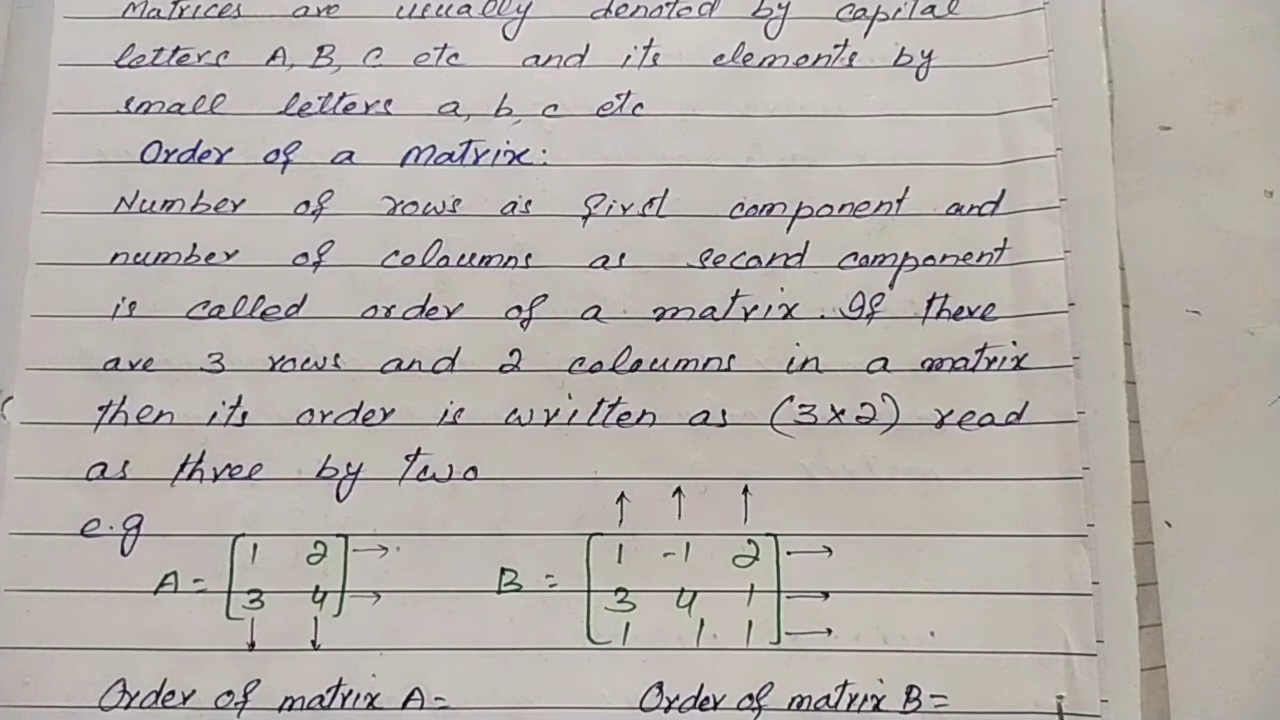 Matrices are usually denoted by capital
letters A, B, C etc and its elements by
small letters a, b, c etc
Order of a Matrix:
Number of rows as first component and
number of coloumns as second component
is called order of a matrix. If there
are 3 rows and 2 coloumns in a matrix
then its order is written as (3×2) read
as three by two
e.g ↑ ↑ ↑
A = [1 2] → B = [1 -1 2] →
[3 4] → [3 4 1] →
↓ ↓ [1 1 1] →
Order of matrix A= Order of matrix B=